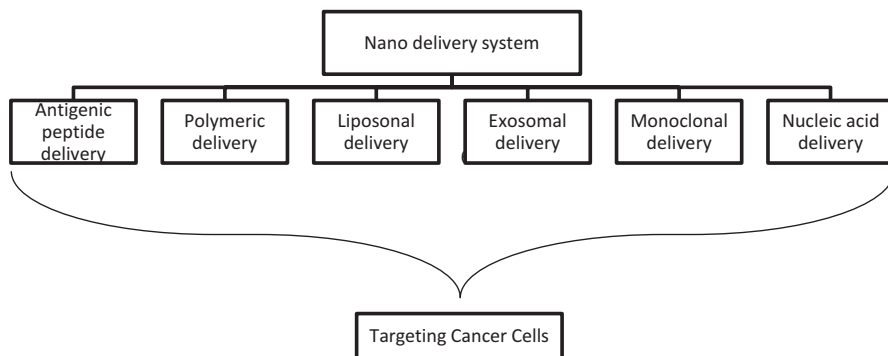 Nano delivery system
Antigenic
peptide
delivery
Polymeric
delivery
Liposonal
delivery
Exosomal
delivery
Monoclonal
delivery
Nucleic acid
delivery
Targeting Cancer Cells